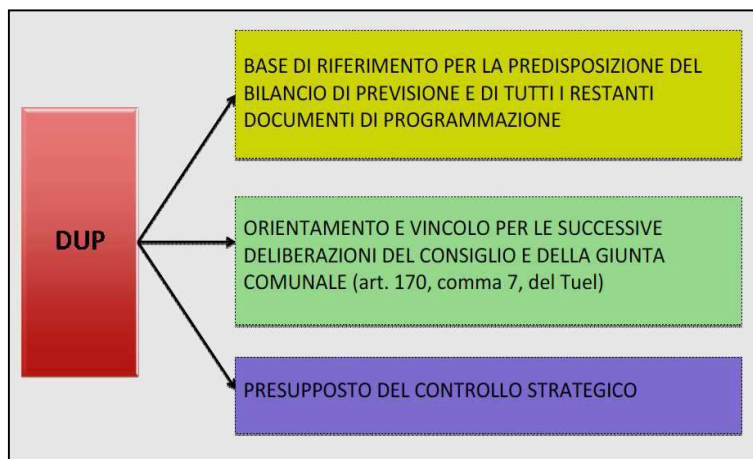 BASE DI RIFERIMENTO PER LA PREDISPOSIZIONE DEL
BILANCIO DI PREVISIONE E DI TUTTI I RESTANTI
DOCUMENTI DI PROGRAMMAZIONE
DUP
ORIENTAMENTO E VINCOLO PER LE SUCCESSIVE
DELIBERAZIONI DEL CONSIGLIO E DELLA GIUNTA
COMUNALE (art. 170, comma 7, del Tuel)
PRESUPPOSTO DEL CONTROLLO STRATEGICO